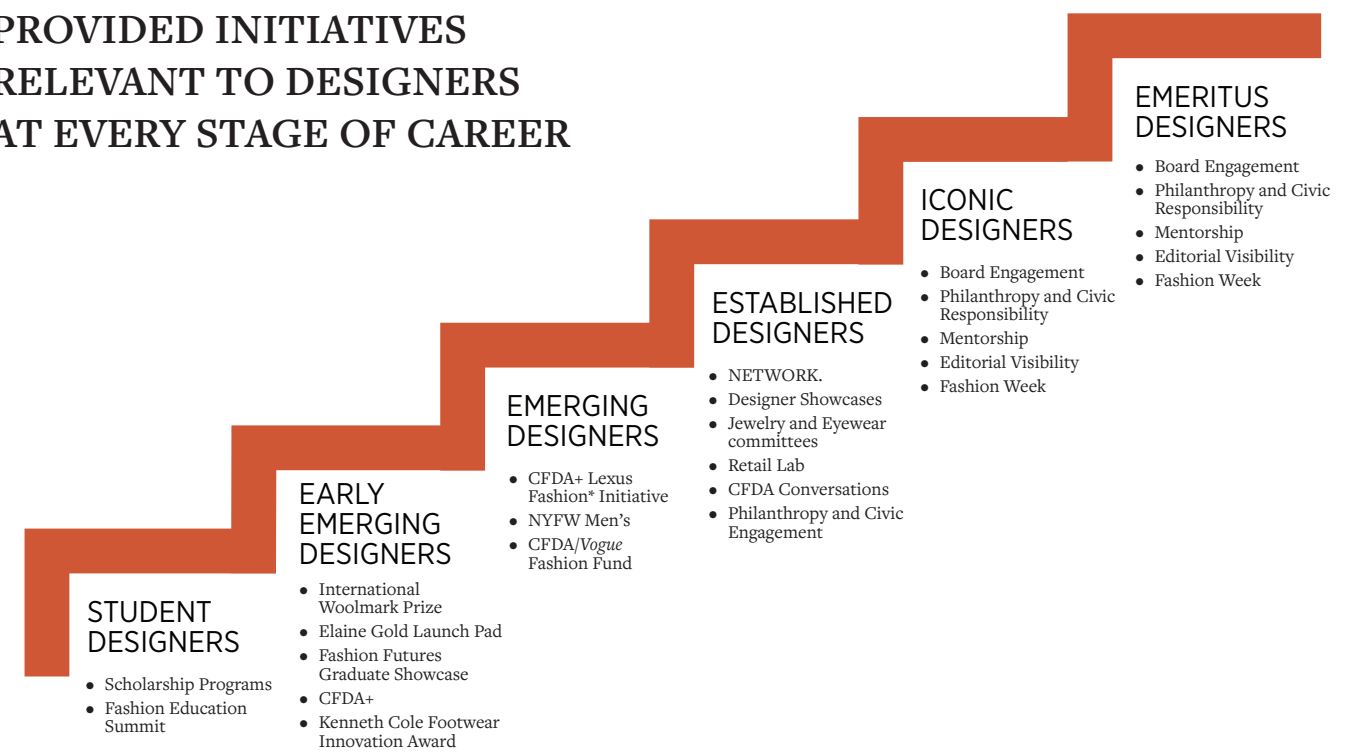 PROVIDED INITIATIVES
RELEVANT TO DESIGNERS
AT EVERY STAGE OF CAREER
STUDENT
DESIGNERS
• Scholarship Programs
• Fashion Education
Summit
EARLY
EMERGING
DESIGNERS
• International
Woolmark Prize
• Elaine Gold Launch Pad
• Fashion Futures
Graduate Showcase
• CFDA+
• Kenneth Cole Footwear
Innovation Award
EMERGING
DESIGNERS
• CFDA+ Lexus
Fashion* Initiative
• NYFW Men’s
• CFDA/Vogue
Fashion Fund
ESTABLISHED
DESIGNERS
• NETWORK.
• Designer Showcases
• Jewelry and Eyewear
committees
• Retail Lab
• CFDA Conversations
• Philanthropy and Civic
Engagement
ICONIC
DESIGNERS
• Board Engagement
• Philanthropy and Civic
Responsibility
• Mentorship
• Editorial Visibility
• Fashion Week
EMERITUS
DESIGNERS
• Board Engagement
• Philanthropy and Civic
Responsibility
• Mentorship
• Editorial Visibility
• Fashion Week